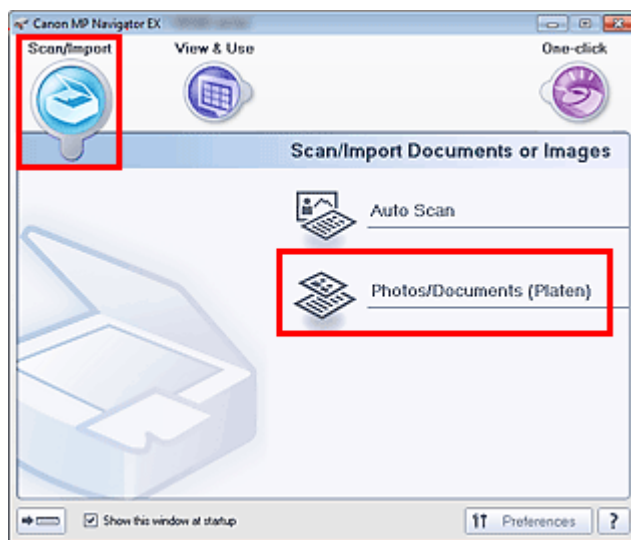 Canon MP Navigator EX
Scan/Import
View & Use
One-click
Scan/Import Documents or Images
Auto Scan
Photos/Documents (Platen)
Show this window at startup
Preferences
?